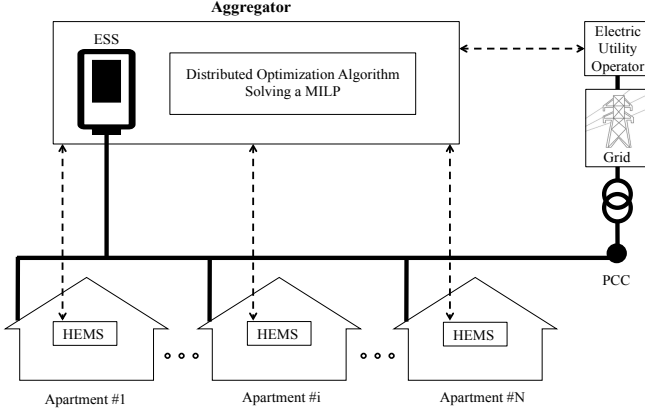 Aggregator
ESS
Distributed Optimization Algorithm
Solving a MILP
Electric
Utility
Operator
Grid
PCC
HEMS
HEMS
HEMS
Apartment #1
Apartment #i
Apartment #N